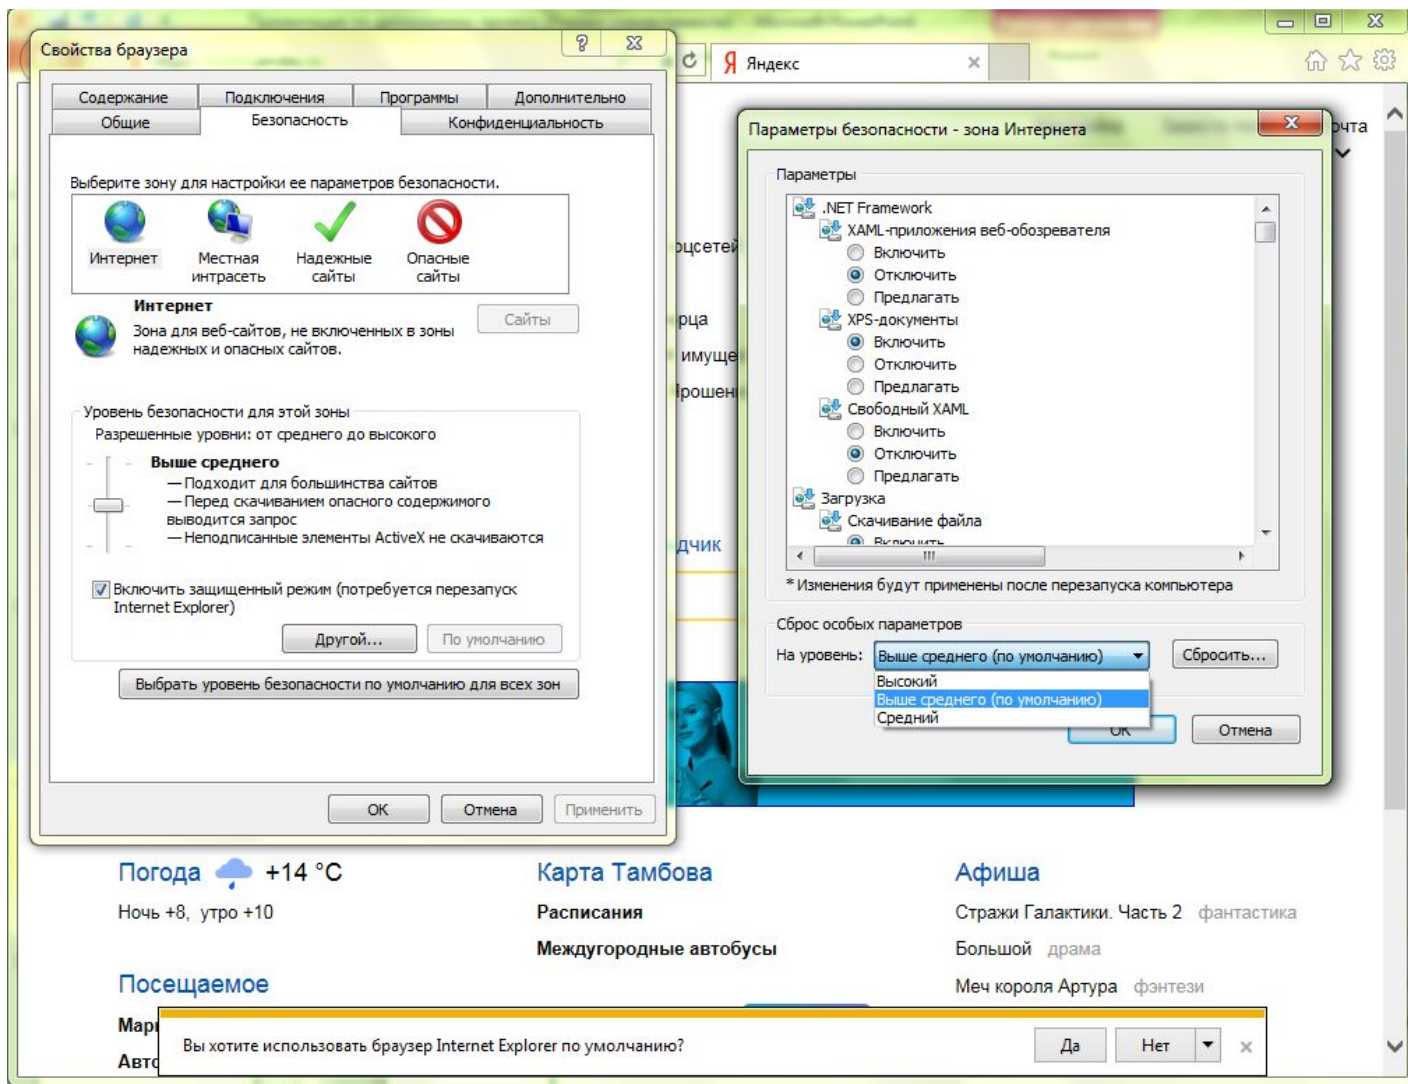 Свойства браузера
Яндекс
Содержание
Подключения
Программы
Дополнительно
Общие
Безопасность
Конфиденциальность
Выберите зону для настройки ее параметров безопасности.
Интернет
Местная интрасеть
Надежные сайты
Опасные сайты
Интернет
Сайты
Зона для веб-сайтов, не включенных в зоны
надежных и опасных сайтов.
Уровень безопасности для этой зоны
Разрешенные уровни: от среднего до высокого
Выше среднего
— Подходит для большинства сайтов
— Перед скачиванием опасного содержимого
выводится запрос
— Неподписанные элементы ActiveX не скачиваются
Включить защищенный режим (потребуется перезапуск
Internet Explorer)
Другой...
По умолчанию
Выбрать уровень безопасности по умолчанию для всех зон
ОК
Отмена
Применить
Параметры безопасности - зона Интернета
Параметры
.NET Framework
XAML-приложения веб-обозревателя
Включить
Отключить
Предлагать
XPS-документы
Включить
Отключить
Предлагать
Свободный XAML
Включить
Отключить
Предлагать
Загрузка
Скачивание файла
Включить
* Изменения будут применены после перезапуска компьютера
Сброс особых параметров
На уровень:
Выше среднего (по умолчанию)
Сбросить...
Высокий
Выше среднего (по умолчанию)
Средний
ОК
Отмена
очта
оцсетей
рца
имуще
дчик
Погода
+14 °C
Ночь +8, утро +10
Посещаемое
Карта Тамбова
Расписания
Междугородные автобусы
Афиша
Стражи Галактики. Часть 2 фантастика
Большой драма
Меч короля Артура фэнтези
Вы хотите использовать браузер Internet Explorer по умолчанию?
Да
Нет